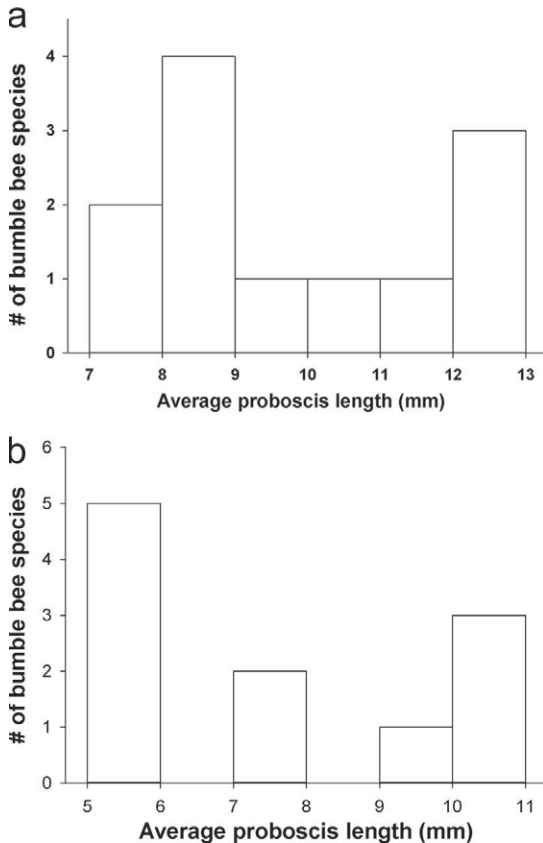 a
# of bumble bee species
4
3
2
1
0
7 8 9 10 11 12 13
Average proboscis length (mm)
b
# of bumble bee species
6
5
4
3
2
1
0
5 6 7 8 9 10 11
Average proboscis length (mm)